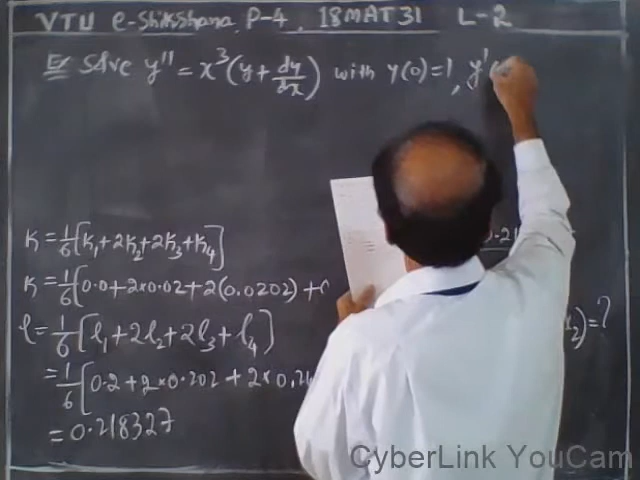 VTU e-Shikshana P-4, 18MAT31 L-2
Ex Solve y'' = x³(y + dy/dx) with y(0)=1, y'
K = 1/6[K₁+2K₂+2K₃+K₄]
K = 1/6[0.0+2×0.02+2(0.0202)+
l = 1/6[l₁+2l₂+2l₃+l₄]
= 1/6[0.2+2×0.202+2×0.2
)=?
= 0.218327
CyberLink YouCam